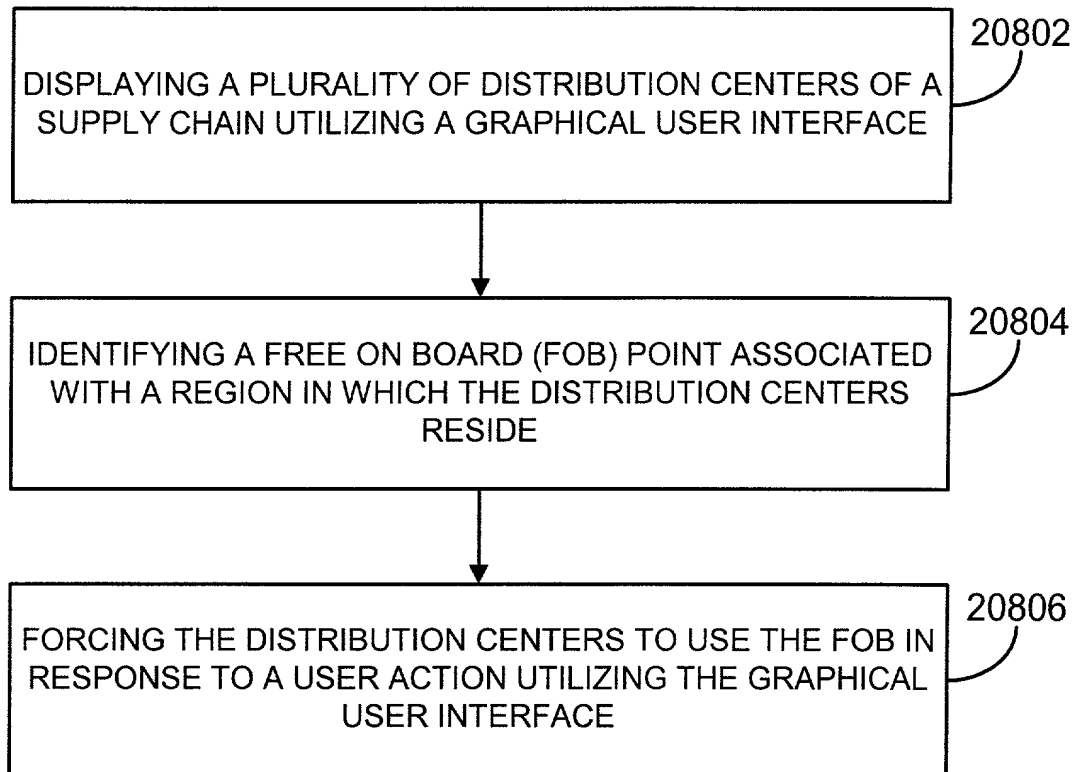 20802
DISPLAYING A PLURALITY OF DISTRIBUTION CENTERS OF A
SUPPLY CHAIN UTILIZING A GRAPHICAL USER INTERFACE
20804
IDENTIFYING A FREE ON BOARD (FOB) POINT ASSOCIATED
WITH A REGION IN WHICH THE DISTRIBUTION CENTERS
RESIDE
20806
FORCING THE DISTRIBUTION CENTERS TO USE THE FOB IN
RESPONSE TO A USER ACTION UTILIZING THE GRAPHICAL
USER INTERFACE